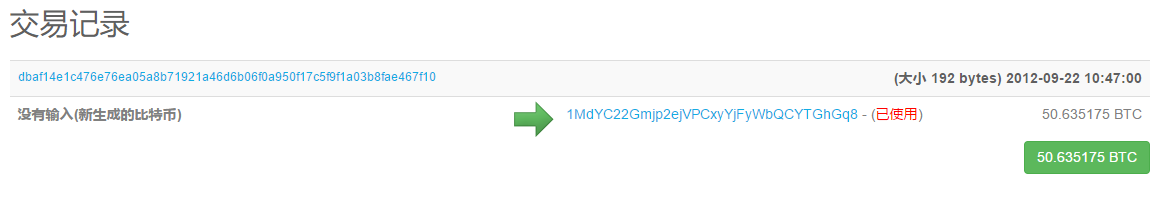 交易记录
dbaf14e1c476e76ea05a8b71921a46d6b06f0a950f17c5f9f1a03b8fae467f10 (大小 192 bytes) 2012-09-22 10:47:00
没有输入(新生成的比特币) 1MdYC22Gmjp2ejVPCxyYjFyWbQCYTGhGq8 - (已使用) 50.635175 BTC
50.635175 BTC